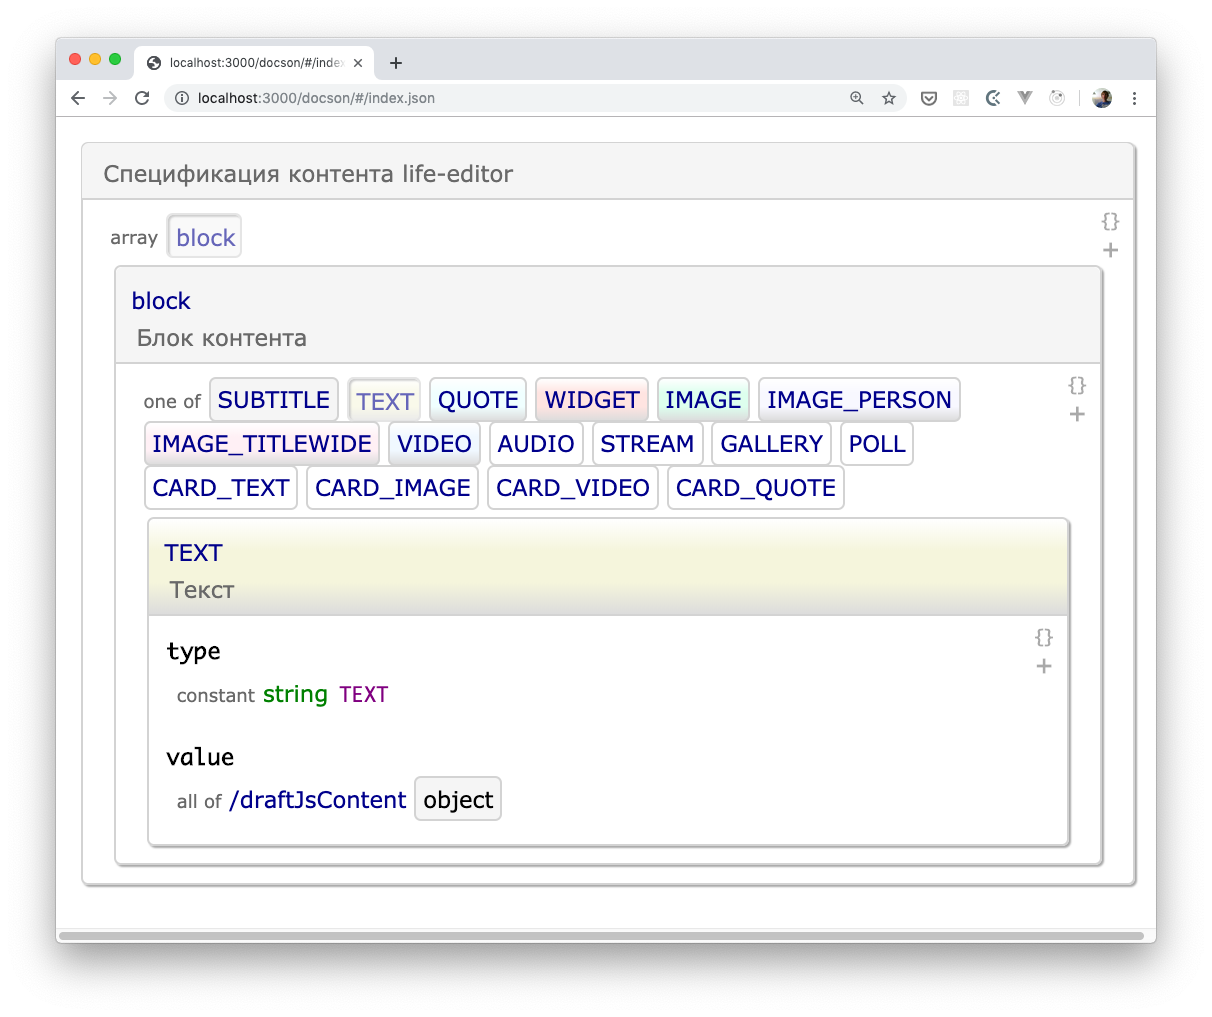 localhost:3000/docson/#/inde
localhost:3000/docson/#/index.json
Спецификация контента life-editor
array block
{}
+
block
Блок контента
one of SUBTITLE TEXT QUOTE WIDGET IMAGE IMAGE_PERSON
{}
IMAGE_TITLEWIDE VIDEO AUDIO STREAM GALLERY POLL
+
CARD_TEXT CARD_IMAGE CARD_VIDEO CARD_QUOTE
TEXT
Текст
type
{}
+
constant string TEXT
value
all of /draftJsContent object